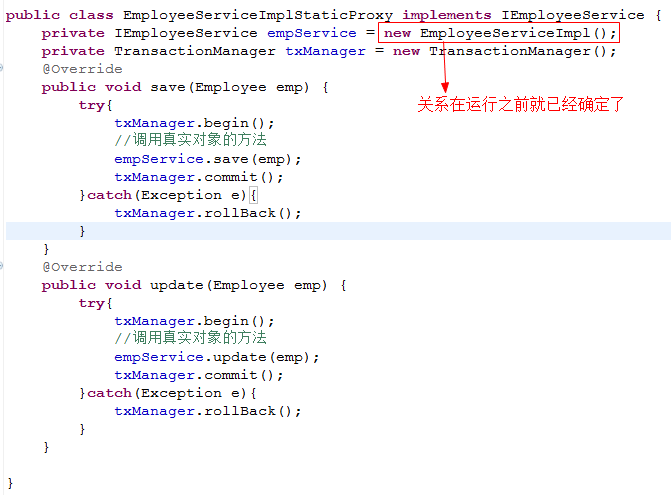 public class EmployeeServiceImplStaticProxy implements IEmployeeService {
private IEmployeeService empService = new EmployeeServiceImpl();
private TransactionManager txManager = new TransactionManager();
@Override
public void save(Employee emp) {
关系在运行之前就已经确定了
try{
txManager.begin();
//调用真实对象的方法
empService.save(emp);
txManager.commit();
}catch(Exception e){
txManager.rollBack();
}
}
@Override
public void update(Employee emp) {
try{
txManager.begin();
//调用真实对象的方法
empService.update(emp);
txManager.commit();
}catch(Exception e){
txManager.rollBack();
}
}
}